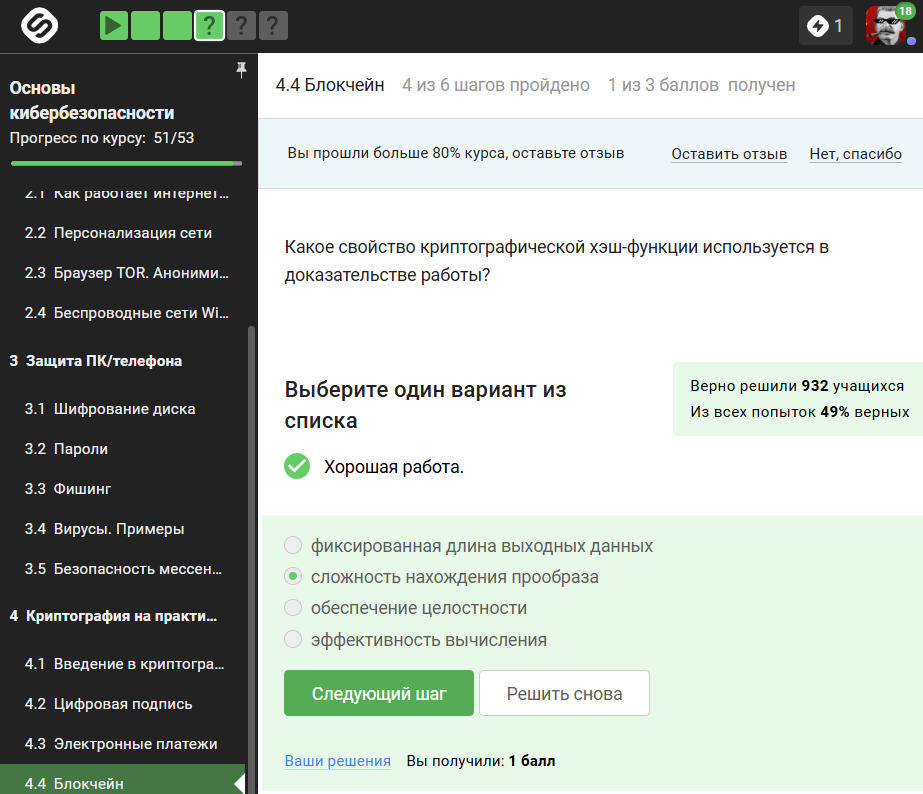 ? ? ?
1
18
Основы
кибербезопасности
Прогресс по курсу: 51/53
2.1 Как работает интернет...
2.2 Персонализация сети
2.3 Браузер TOR. Аноними...
2.4 Беспроводные сети Wi...
3 Защита ПК/телефона
3.1 Шифрование диска
3.2 Пароли
3.3 Фишинг
3.4 Вирусы. Примеры
3.5 Безопасность мессен...
4 Криптография на практи...
4.1 Введение в криптогра...
4.2 Цифровая подпись
4.3 Электронные платежи
4.4 Блокчейн
4.4 Блокчейн 4 из 6 шагов пройдено 1 из 3 баллов получен
Вы прошли больше 80% курса, оставьте отзыв Оставить отзыв Нет, спасибо
Какое свойство криптографической хэш-функции используется в
доказательстве работы?
Выберите один вариант из
списка
Верно решили 932 учащихся
Из всех попыток 49% верных
Хорошая работа.
фиксированная длина выходных данных
сложность нахождения прообраза
обеспечение целостности
эффективность вычисления
Следующий шаг Решить снова
Ваши решения Вы получили: 1 балл